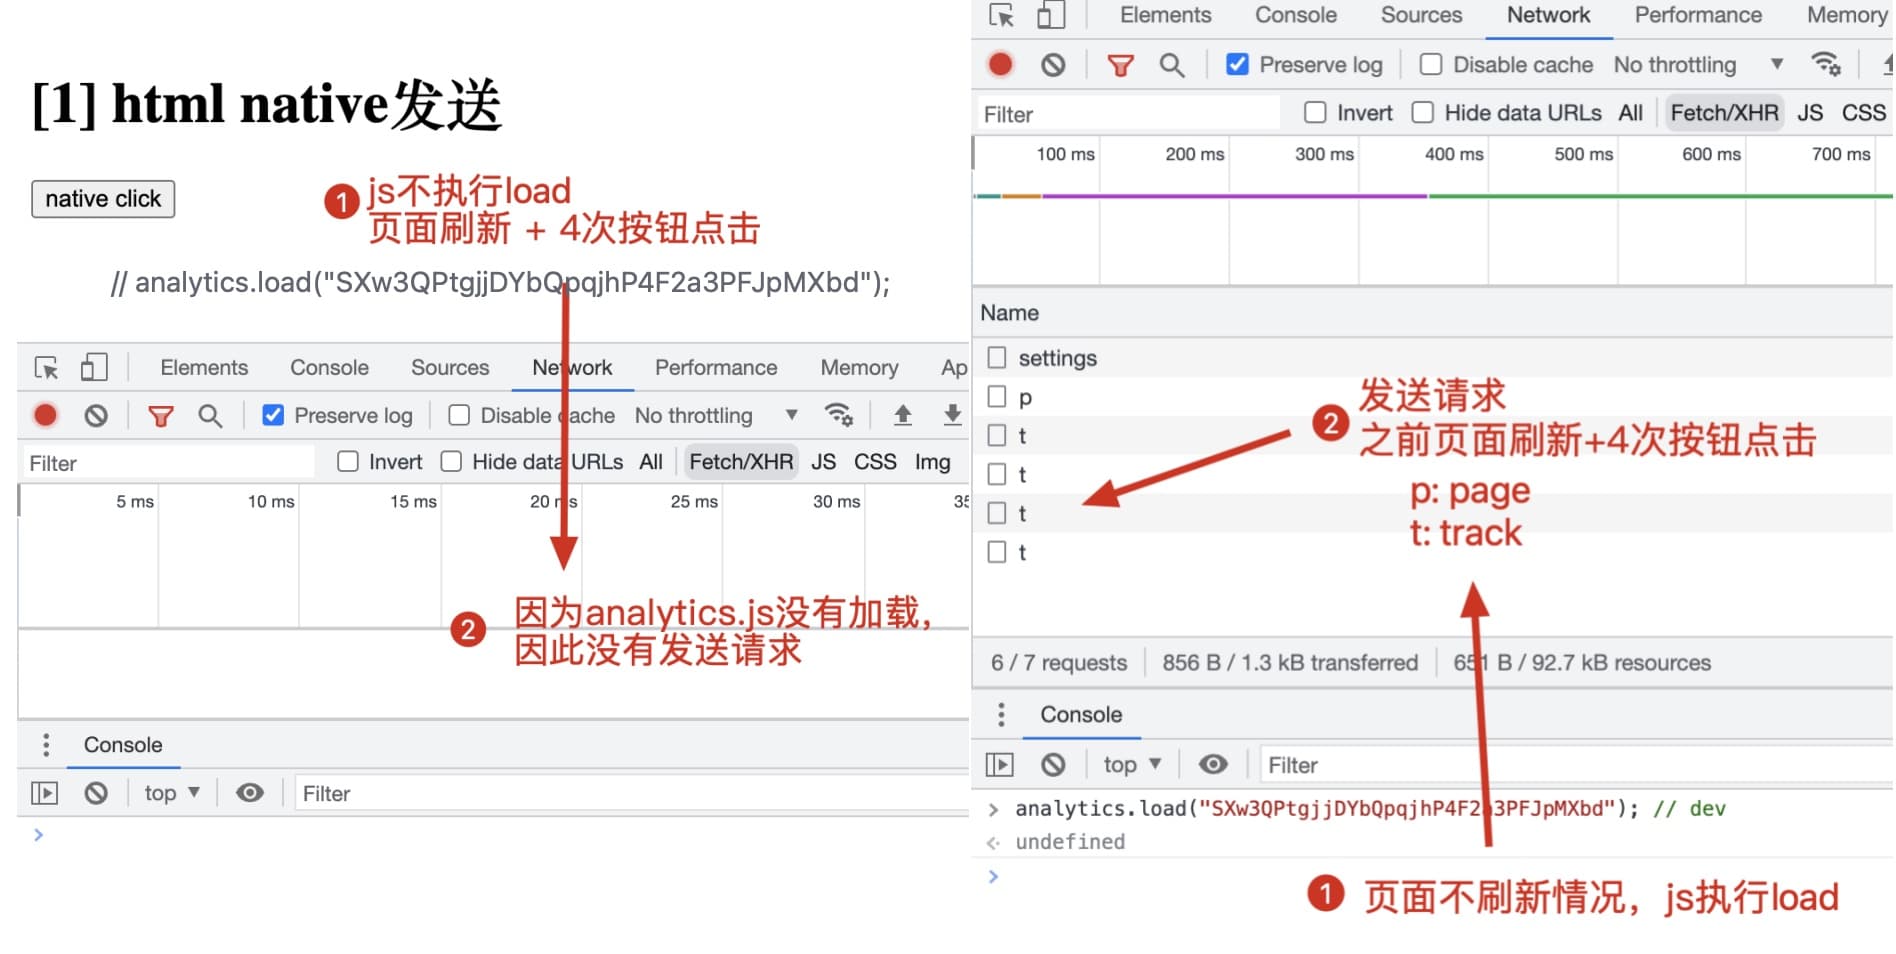 [1] html native发送
native click
1 js不执行load
页面刷新 + 4次按钮点击
// analytics.load("SXw3QPtgjjDYbQpqjhP4F2a3PFJpMXbd");
Elements Console Sources Network Performance Memory Ap
Preserve log Disable cache No throttling
Filter Invert Hide data URLs All Fetch/XHR JS CSS Img
5 ms 10 ms 15 ms 20 ms 25 ms 30 ms 35
2 因为analytics.js没有加载，
因此没有发送请求
Console
top Filter
Elements Console Sources Network Performance Memory
Preserve log Disable cache No throttling
Filter Invert Hide data URLs All Fetch/XHR JS CSS
100 ms 200 ms 300 ms 400 ms 500 ms 600 ms 700 ms
Name
settings
p
t
t
t
t
2 发送请求
之前页面刷新+4次按钮点击
p: page
t: track
6 / 7 requests 856 B / 1.3 kB transferred 651 B / 92.7 kB resources
Console
top Filter
analytics.load("SXw3QPtgjjDYbQpqjhP4F2a3PFJpMXbd"); // dev
undefined
1 页面不刷新情况，js执行load